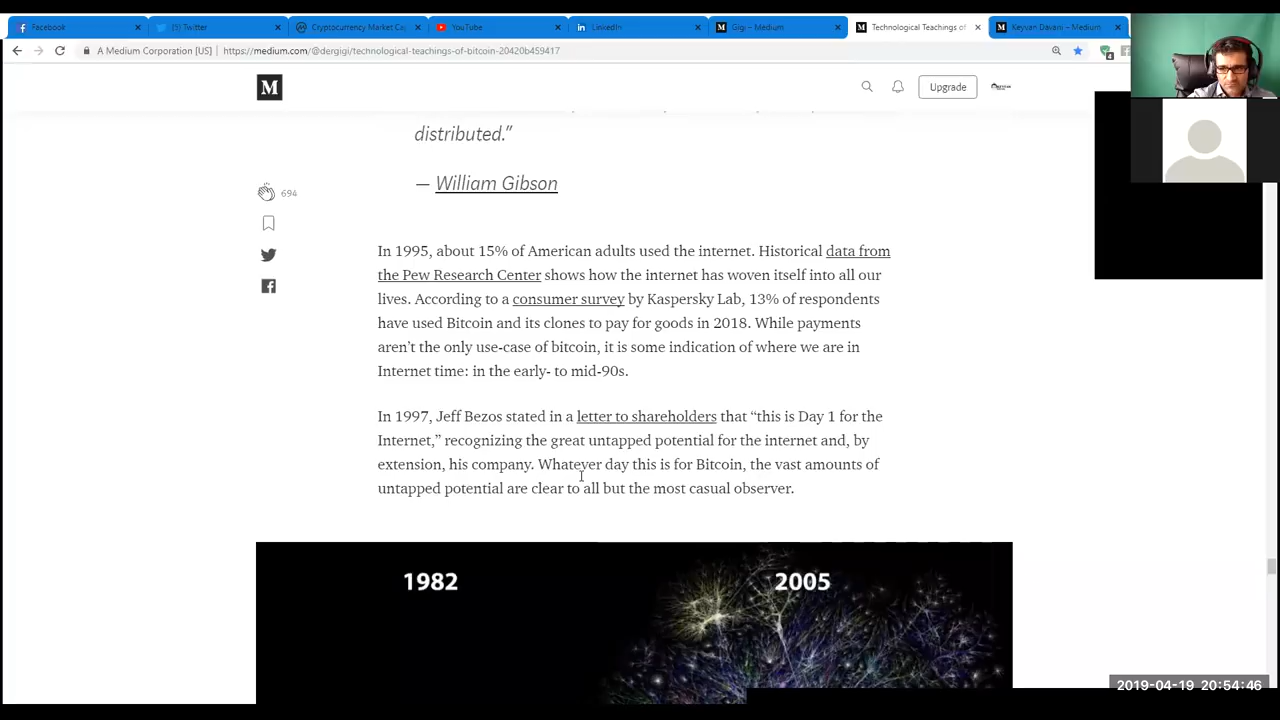 Facebook
(5) Twitter
Cryptocurrency Market Ca
YouTube
LinkedIn
Gigi – Medium
Technological Teachings of
Keyvan Davani – Medium
A Medium Corporation [US]
https://medium.com/@dergigi/technological-teachings-of-bitcoin-20420b459417
4
M
Upgrade
distributed.”
— William Gibson
694
In 1995, about 15% of American adults used the internet. Historical data from
the Pew Research Center shows how the internet has woven itself into all our
lives. According to a consumer survey by Kaspersky Lab, 13% of respondents
have used Bitcoin and its clones to pay for goods in 2018. While payments
aren’t the only use-case of bitcoin, it is some indication of where we are in
Internet time: in the early- to mid-90s.
In 1997, Jeff Bezos stated in a letter to shareholders that “this is Day 1 for the
Internet,” recognizing the great untapped potential for the internet and, by
extension, his company. Whatever day this is for Bitcoin, the vast amounts of
untapped potential are clear to all but the most casual observer.
1982
2005
2019-04-19 20:54:46